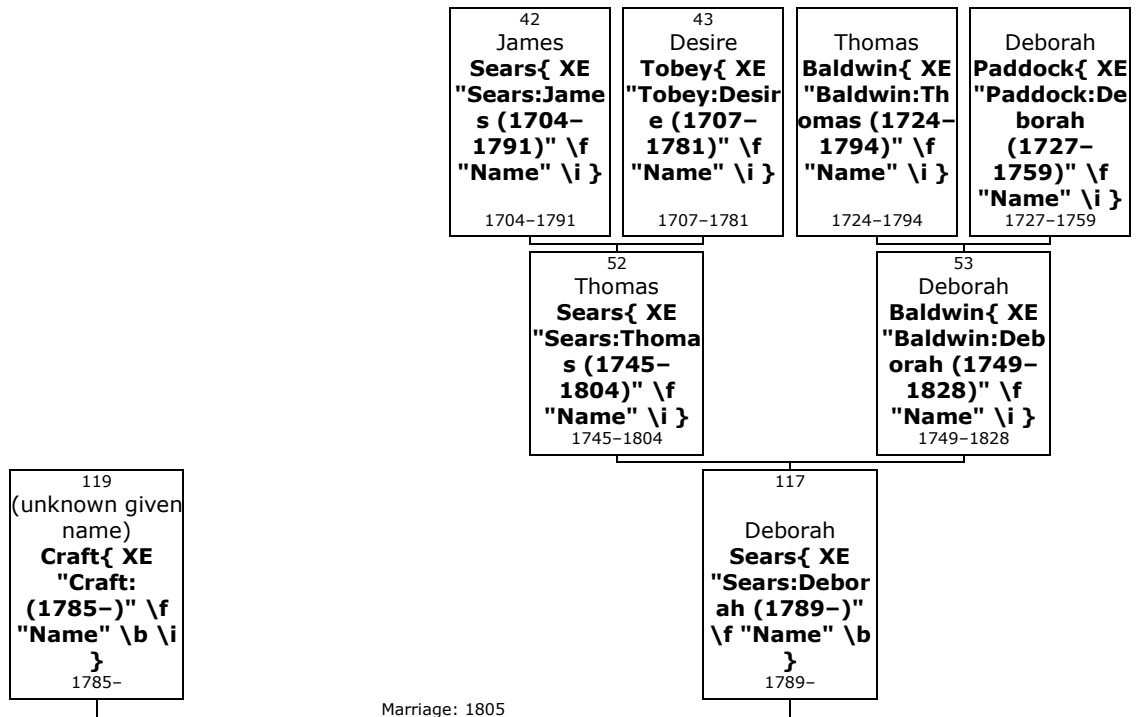 42
James
Sears{ XE
"Sears:Jame
s (1704–
1791)" \f
"Name" \i }
1704–1791
43
Desire
Tobey{ XE
"Tobey:Desir
e (1707–
1781)" \f
"Name" \i }
1707–1781
Thomas
Baldwin{ XE
"Baldwin:Th
omas (1724–
1794)" \f
"Name" \i }
1724–1794
Deborah
Paddock{ XE
"Paddock:De
borah
(1727–
1759)" \f
"Name" \i }
1727–1759
52
Thomas
Sears{ XE
"Sears:Thoma
s (1745–
1804)" \f
"Name" \i }
1745–1804
53
Deborah
Baldwin{ XE
"Baldwin:Deb
orah (1749–
1828)" \f
"Name" \i }
1749–1828
119
(unknown given
name)
Craft{ XE
"Craft:
(1785–)" \f
"Name" \b \i
}
1785–
117
Deborah
Sears{ XE
"Sears:Debor
ah (1789–)"
\f "Name" \b
}
1789–
Marriage: 1805